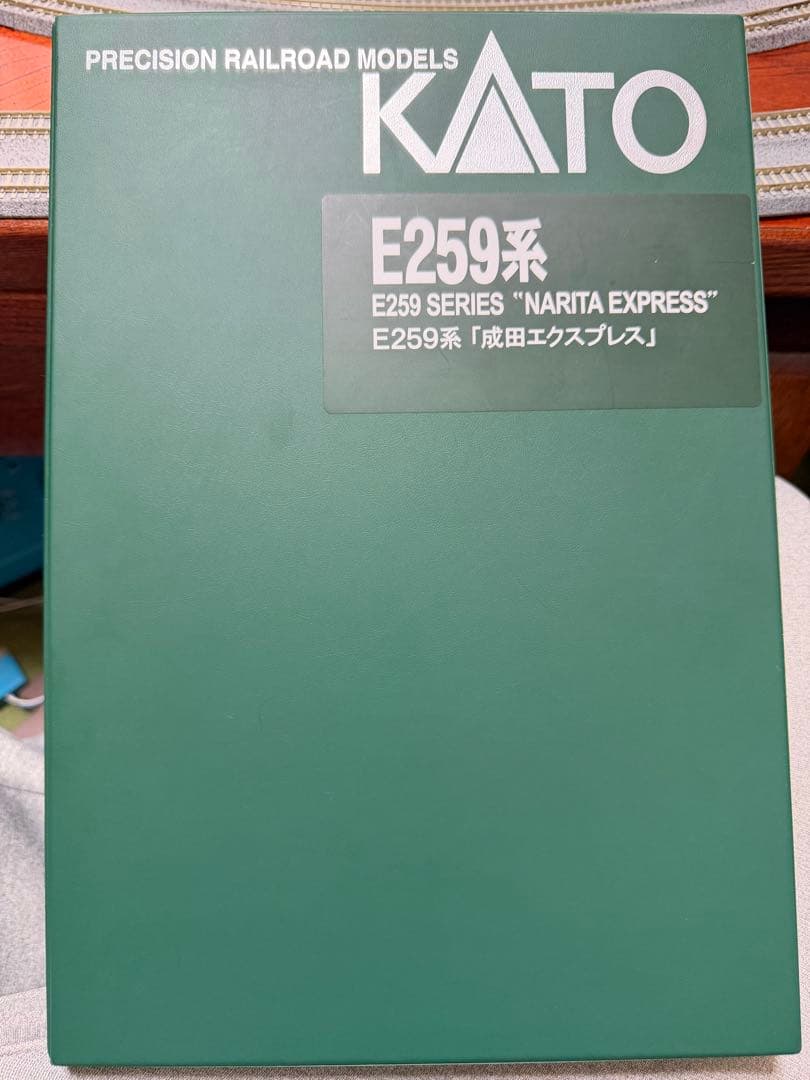 PRECISION RAILROAD MODELS
KATO
E259系
E259 SERIES “NARITA EXPRESS”
E259系「成田エクスプレス」